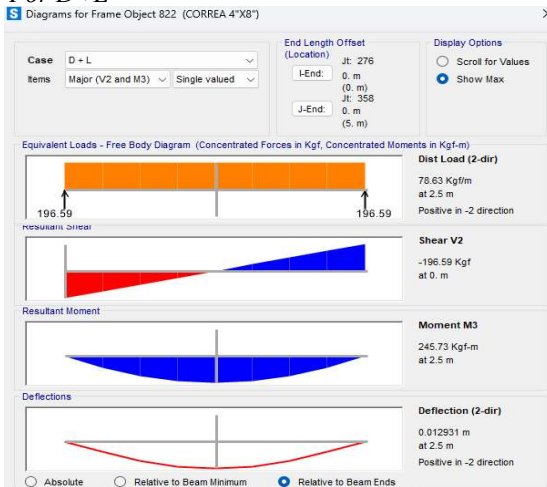 For D+L
Diagrams for Frame Object 822 (CORREA 4"X8")
Case D + L
Items Major (V2 and M3) Single valued
End Length Offset
(Location)
Jt: 276
I-End: 0. m
(0. m)
Jt: 358
J-End: 0. m
(5. m)
Display Options
Scroll for Values
Show Max
Equivalent Loads - Free Body Diagram (Concentrated Forces in Kgf, Concentrated Moments in Kgf-m)
196.59 196.59
Dist Load (2-dir)
78.63 Kgf/m
at 2.5 m
Positive in -2 direction
Resultant Shear
Shear V2
-196.59 Kgf
at 0. m
Resultant Moment
Moment M3
245.73 Kgf-m
at 2.5 m
Deflections
Deflection (2-dir)
0.012931 m
at 2.5 m
Positive in -2 direction
Absolute Relative to Beam Minimum Relative to Beam Ends